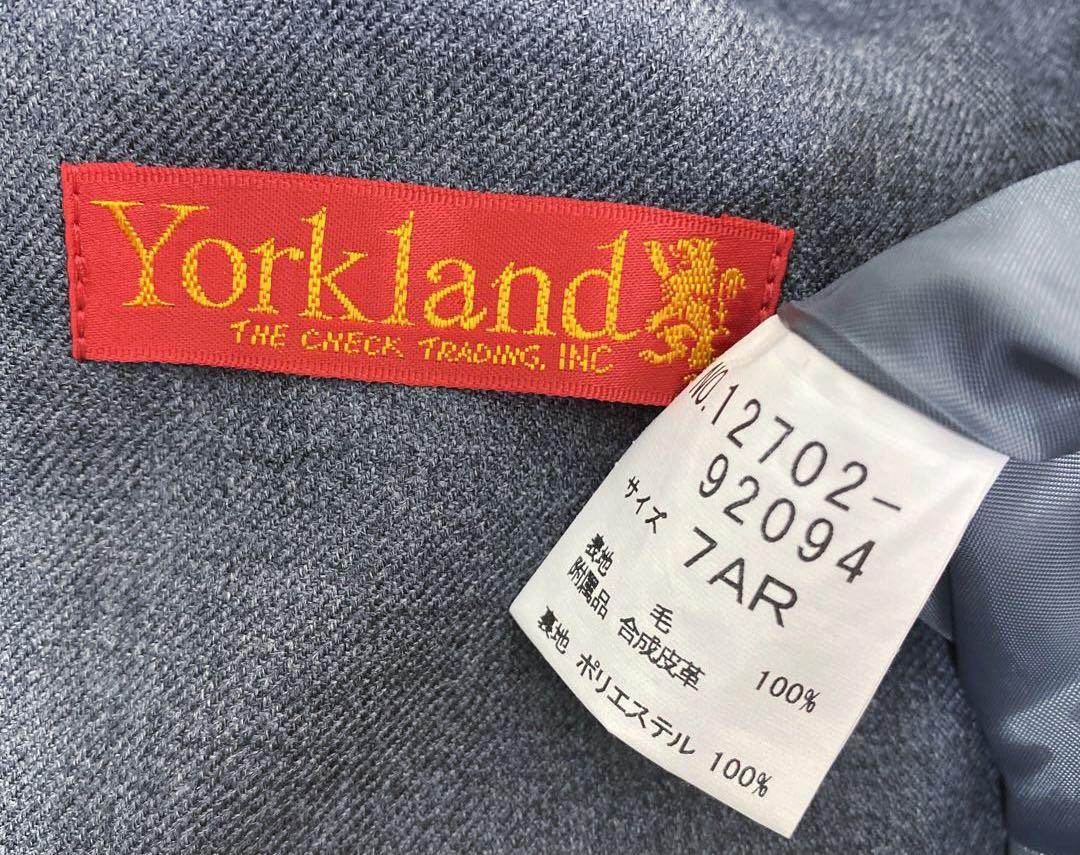 Yorkland
THE CHECK TRADING, INC
NO.12702-
92094
サイズ 7AR
表地 毛 100%
附属品 合成皮革
裏地 ポリエステル 100%